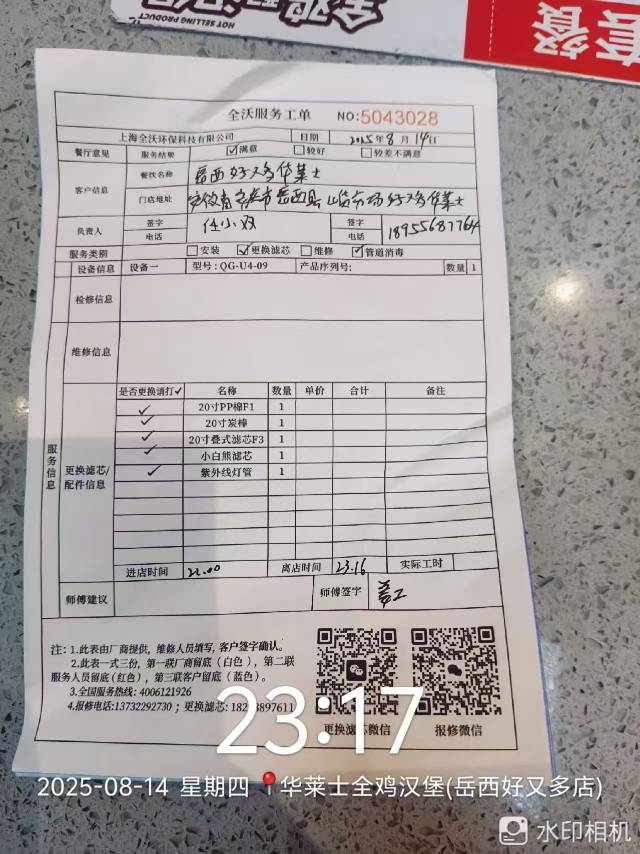 HOT SELLING PRODUCT
套餐
全沃服务工单 NO:5043028
上海全沃环保科技有限公司 日期 2025年8月14日
餐厅意见 服务结果 ☑满意 □较好 □较差不满意
客户信息 餐饮名称 岳西好又多华莱士
门店地址 安徽省安庆市岳西县山货市场好又多华莱士
负责人 签字 任小双 签字
电话 电话 18955687764
服务类别 □安装 ☑更换滤芯 □维修 ☑管道消毒
设备信息 设备一 型号:QG-U4-09 产品序列号: 数量 1
检修信息
维修信息
服务信息
更换滤芯/配件信息
是否更换请打✓ 名称 数量 单价 合计 备注
✓ 20寸PP棉F1 1
✓ 20寸炭棒 1
✓ 20寸叠式滤芯F3 1
✓ 小白熊滤芯 1
✓ 紫外线灯管 1
进店时间 22.00 离店时间 23.16 实际工时
师傅建议 师傅签字
注:1.此表由厂商提供，维修人员填写, 客户签字确认。
2.此表一式三份，第一联厂商留底（白色），第二联
服务人员留底(红色)，第三联客户留底（蓝色）。
3.全国服务热线: 4006121926
4.报修电话:13732292730；更换滤芯:
更换滤芯微信 报修微信
23:17
2025-08-14 星期四 华莱士全鸡汉堡(岳西好又多店)
水印相机